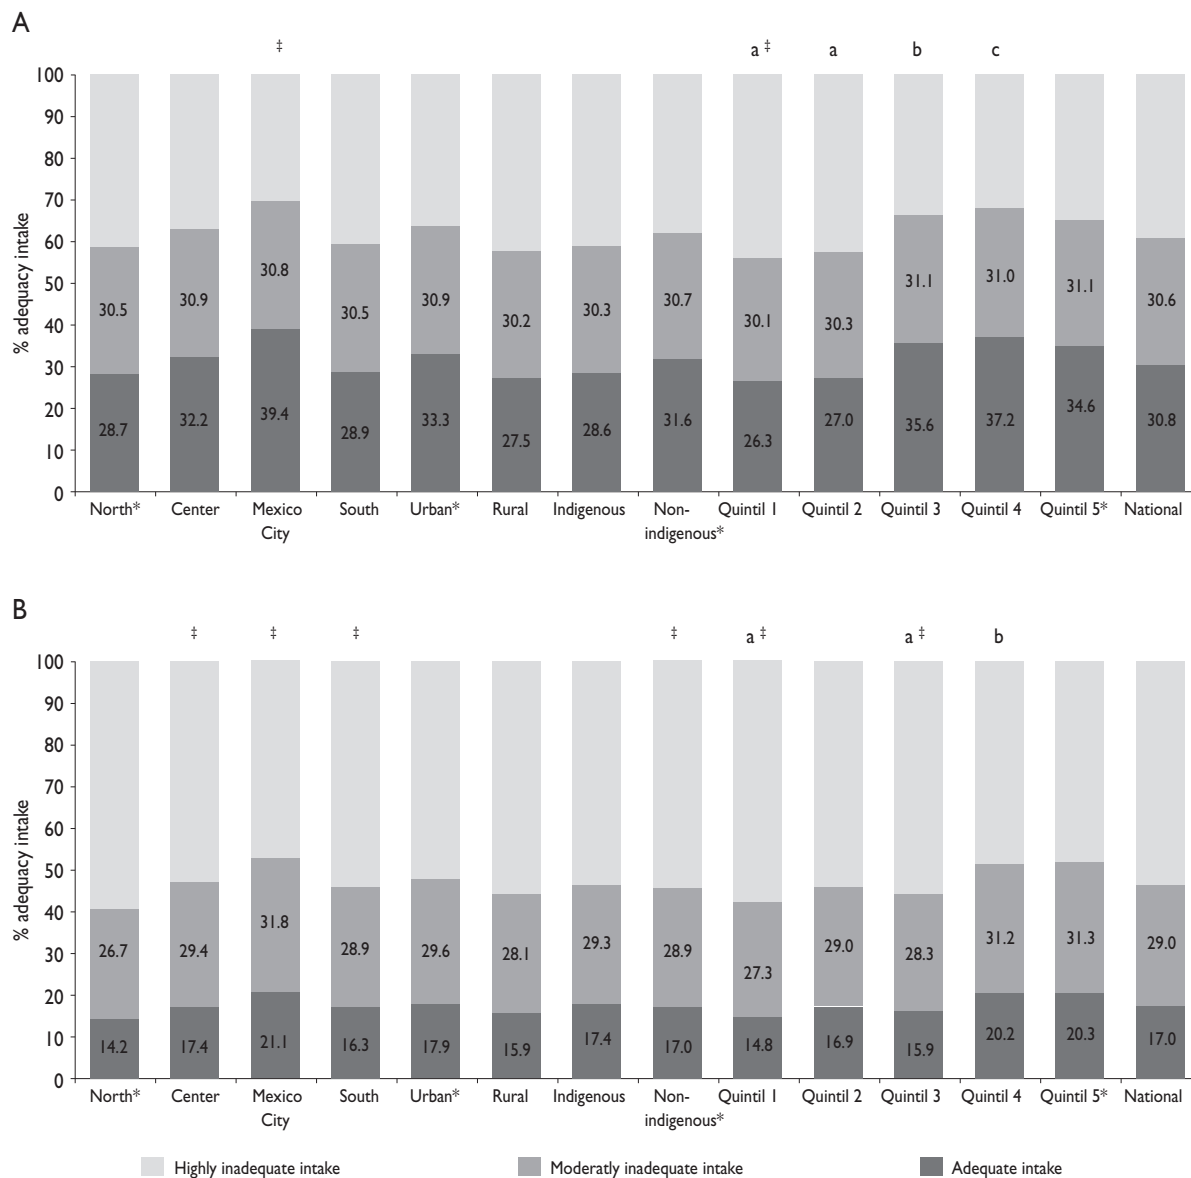 A
‡ a ‡ a b c
100
90
80
70
60
50
40
30
20
10
0
% adequacy intake
30.5 30.9 30.8 30.5 30.9 30.2 30.3 30.7 30.1 30.3 31.1 31.0 31.1 30.6
28.7 32.2 39.4 28.9 33.3 27.5 28.6 31.6 26.3 27.0 35.6 37.2 34.6 30.8
North* Center Mexico South Urban* Rural Indigenous Non- Quintil 1 Quintil 2 Quintil 3 Quintil 4 Quintil 5* National
City indigenous*
B
‡ ‡ ‡ ‡ a ‡ a ‡ b
100
90
80
70
60
50
40
30
20
10
0
% adequacy intake
26.7 29.4 31.8 28.9 29.6 28.1 29.3 28.9 27.3 29.0 28.3 31.2 31.3 29.0
14.2 17.4 21.1 16.3 17.9 15.9 17.4 17.0 14.8 16.9 15.9 20.2 20.3 17.0
North* Center Mexico South Urban* Rural Indigenous Non- Quintil 1 Quintil 2 Quintil 3 Quintil 4 Quintil 5* National
City indigenous*
Highly inadequate intake Moderatly inadequate intake Adequate intake